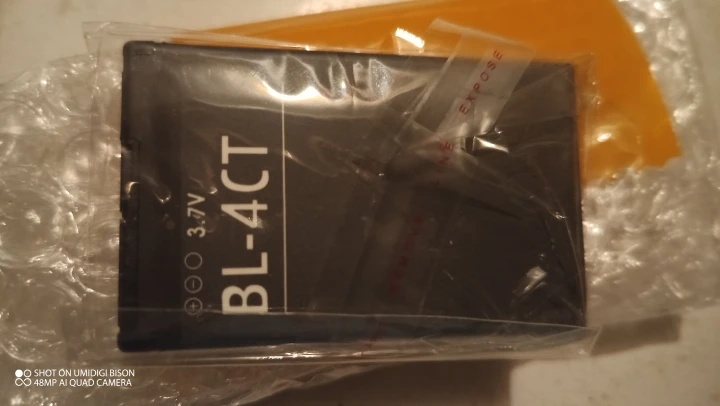 BL-4CT
3.7V
EXPOSE
SHOT ON UMIDIGI BISON
48MP AI QUAD CAMERA